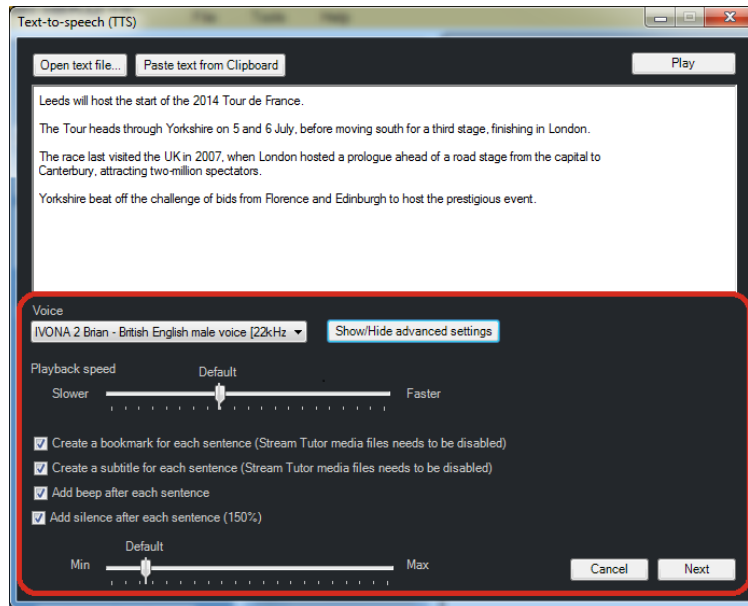 Text-to-speech (TTS)
File Tools Help
Open text file...
Paste text from Clipboard
Play
Leeds will host the start of the 2014 Tour de France.
The Tour heads through Yorkshire on 5 and 6 July, before moving south for a third stage, finishing in London.
The race last visited the UK in 2007, when London hosted a prologue ahead of a road stage from the capital to
Canterbury, attracting two-million spectators.
Yorkshire beat off the challenge of bids from Florence and Edinburgh to host the prestigious event.
Voice
IVONA 2 Brian - British English male voice [22kHz
Show/Hide advanced settings
Playback speed
Default
Slower
Faster
Create a bookmark for each sentence (Stream Tutor media files needs to be disabled)
Create a subtitle for each sentence (Stream Tutor media files needs to be disabled)
Add beep after each sentence
Add silence after each sentence (150%)
Default
Min
Max
Cancel
Next